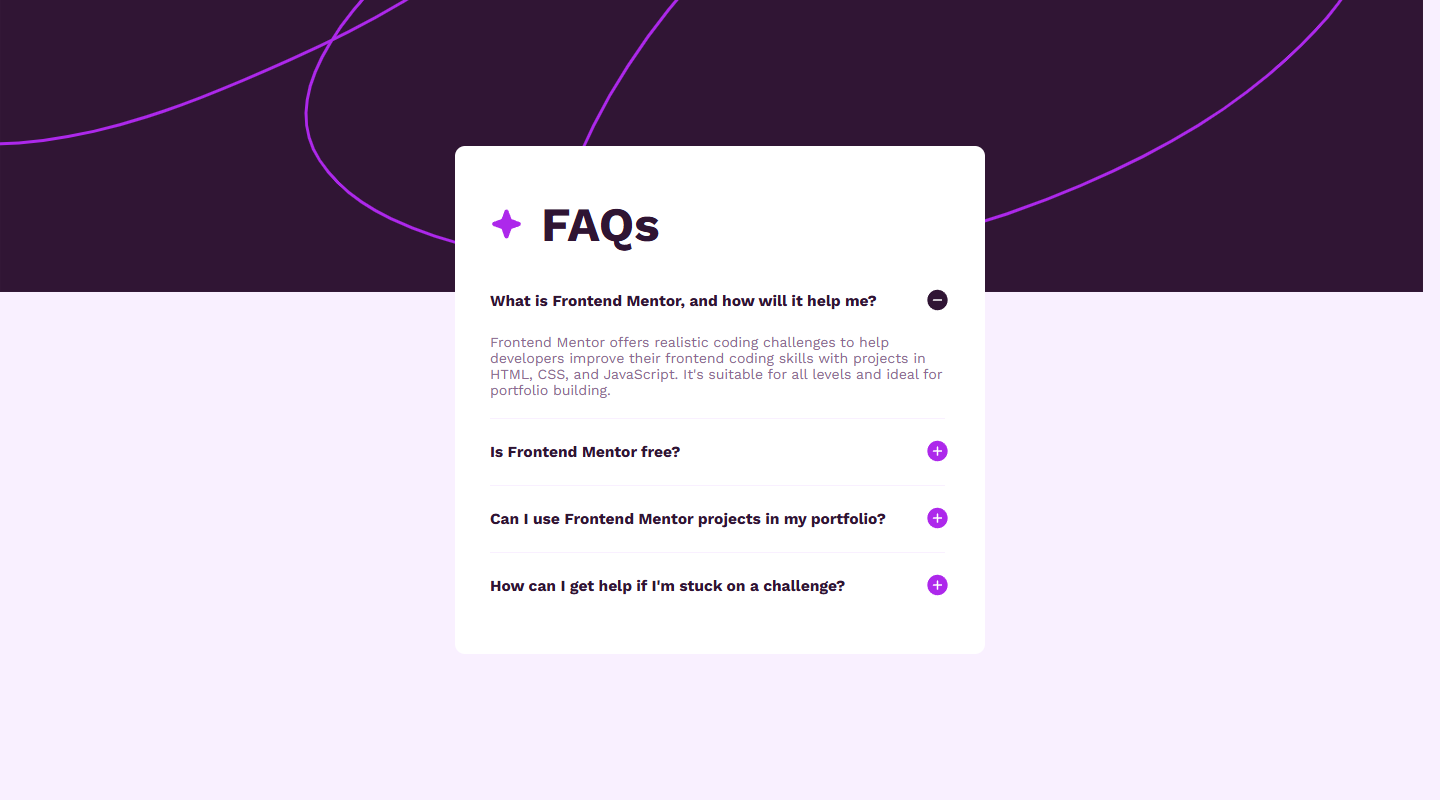 FAQs
What is Frontend Mentor, and how will it help me?
Frontend Mentor offers realistic coding challenges to help
developers improve their frontend coding skills with projects in
HTML, CSS, and JavaScript. It's suitable for all levels and ideal for
portfolio building.
Is Frontend Mentor free?
Can I use Frontend Mentor projects in my portfolio?
How can I get help if I'm stuck on a challenge?